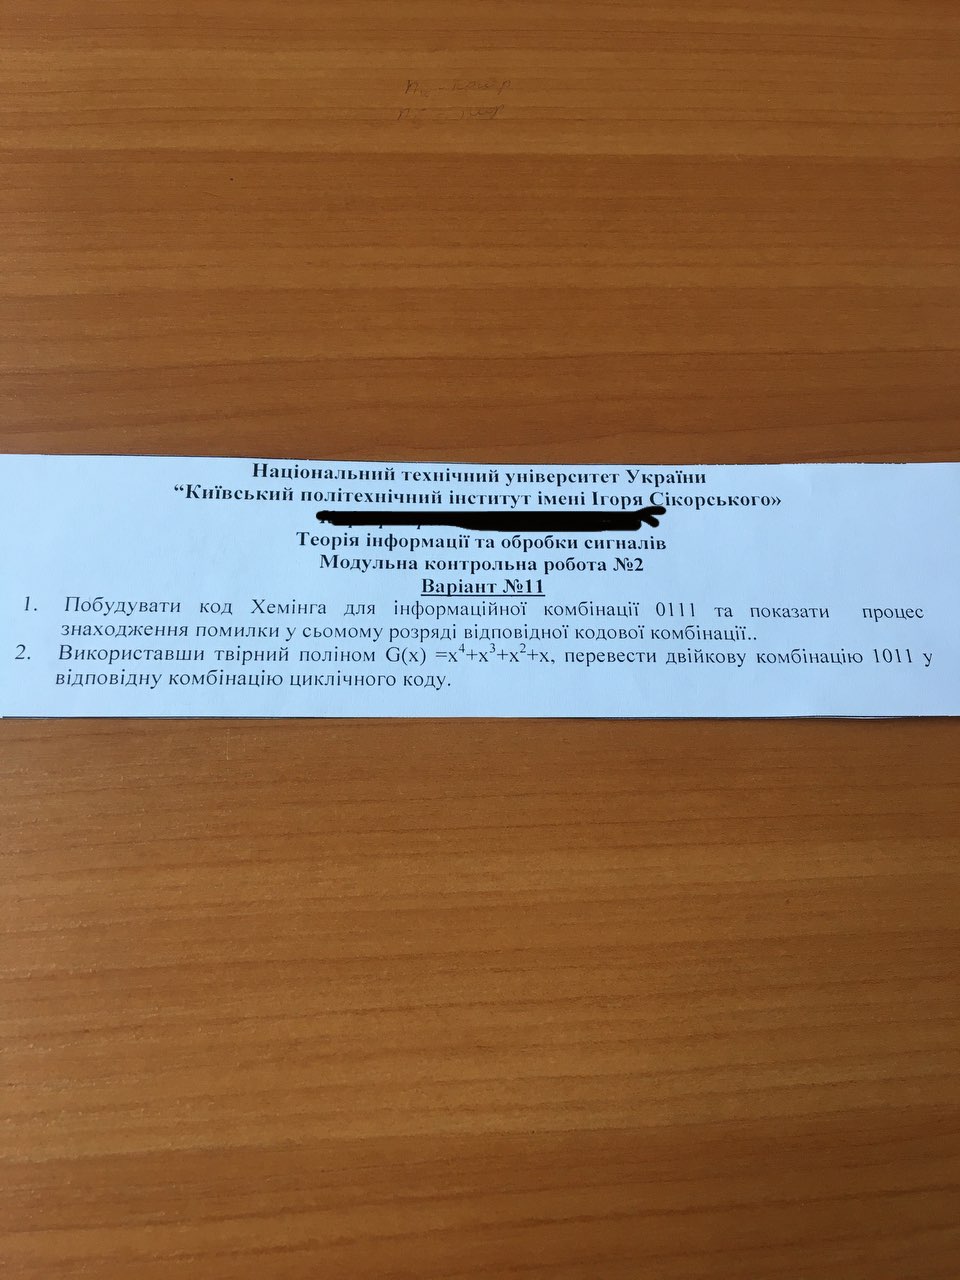 Національний технічний університет України
“Київський політехнічний інститут імені Ігоря Сікорського»
Теорія інформації та обробки сигналів
Модульна контрольна робота №2
Варіант №11
1. Побудувати код Хемінга для інформаційної комбінації 0111 та показати процес
знаходження помилки у сьомому розряді відповідної кодової комбінації..
2. Використавши твірний поліном G(x) =x⁴+x³+x²+x, перевести двійкову комбінацію 1011 у
відповідну комбінацію циклічного коду.